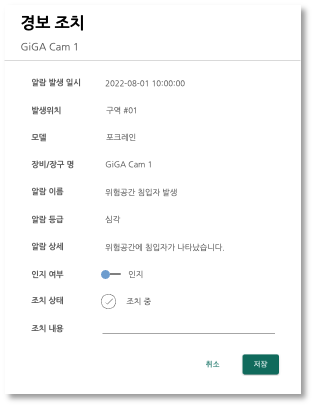 경보 조치
GiGA Cam 1
알람 발생 일시 2022-08-01 10:00:00
발생위치 구역 #01
모델 포크레인
장비/장구 명 GiGA Cam 1
알람 이름 위험공간 침입자 발생
알람 등급 심각
알람 상세 위험공간에 침입자가 나타났습니다.
인지 여부 인지
조치 상태 조치 중
조치 내용
취소 저장